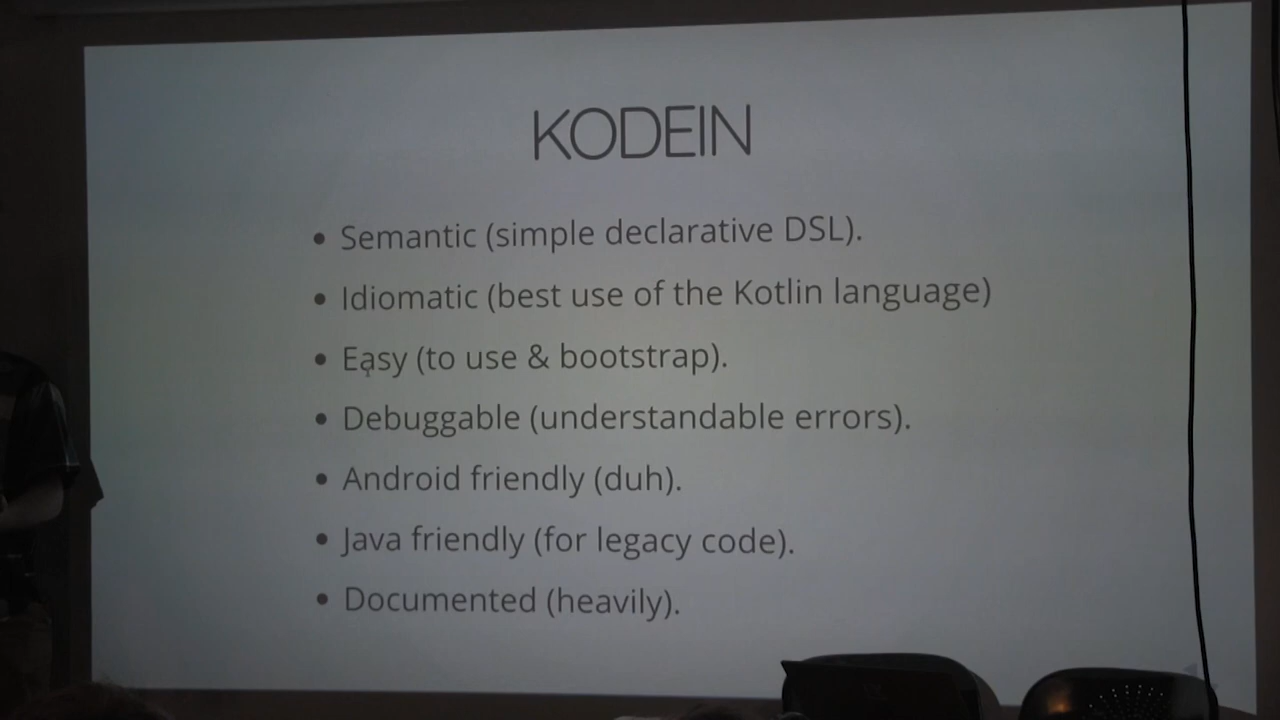 KODEIN
• Semantic (simple declarative DSL).
• Idiomatic (best use of the Kotlin language)
• Easy (to use & bootstrap).
• Debuggable (understandable errors).
• Android friendly (duh).
• Java friendly (for legacy code).
• Documented (heavily).